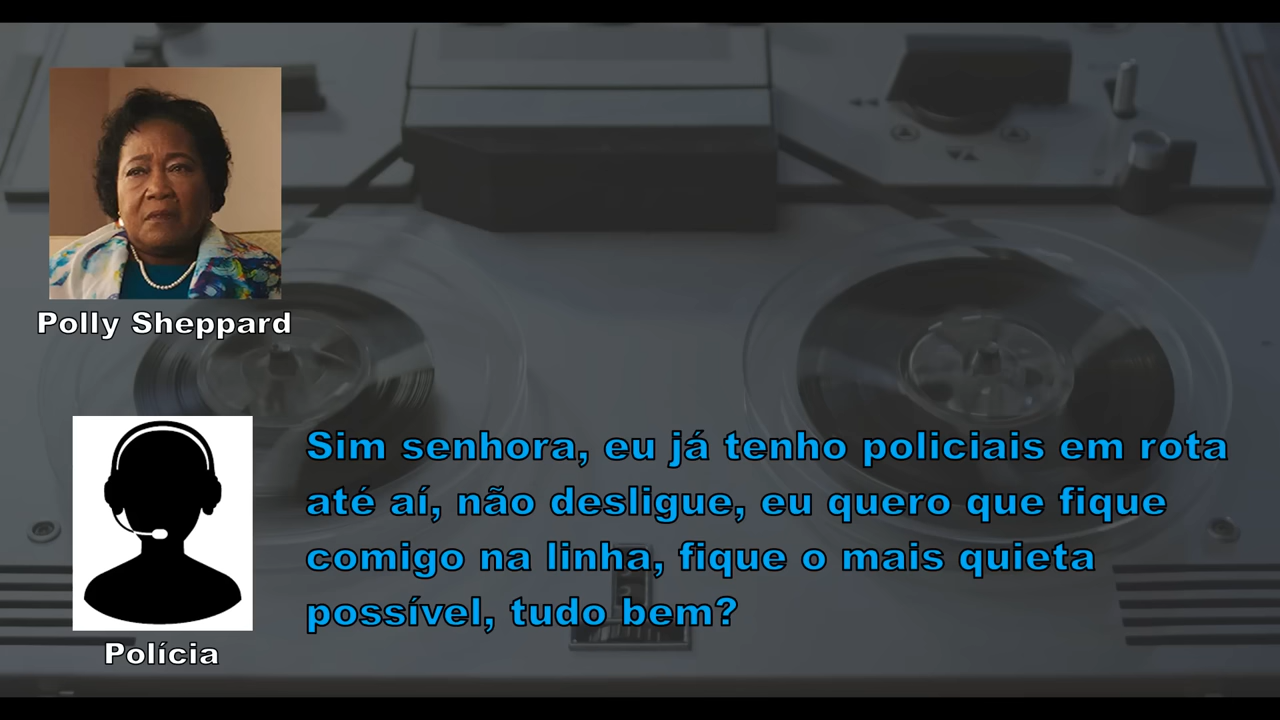 Polly Sheppard
Sim senhora, eu já tenho policiais em rota
até aí, não desligue, eu quero que fique
comigo na linha, fique o mais quieta
possível, tudo bem?
Polícia